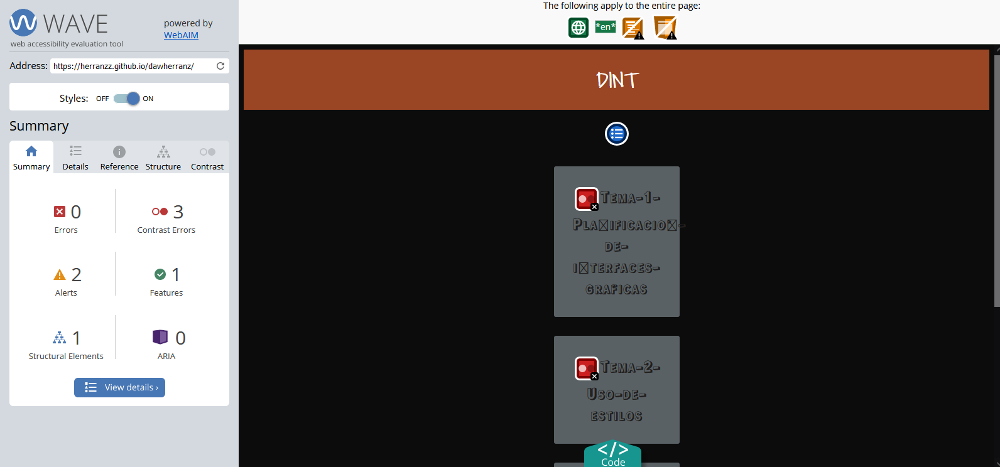 WAVE
web accessibility evaluation tool
powered by
WebAIM
Address: https://herranzz.github.io/dawherranz/
Styles: OFF ON
Summary
Summary Details Reference Structure Contrast
0
Errors
3
Contrast Errors
2
Alerts
1
Features
1
Structural Elements
0
ARIA
View details ›
The following apply to the entire page:
*en*
DINT
Tema-1-
Pla☒ificacio☒-
de-
i☒terfaces-
graficas
Tema-2-
Uso-de-
estilos
</>
Code